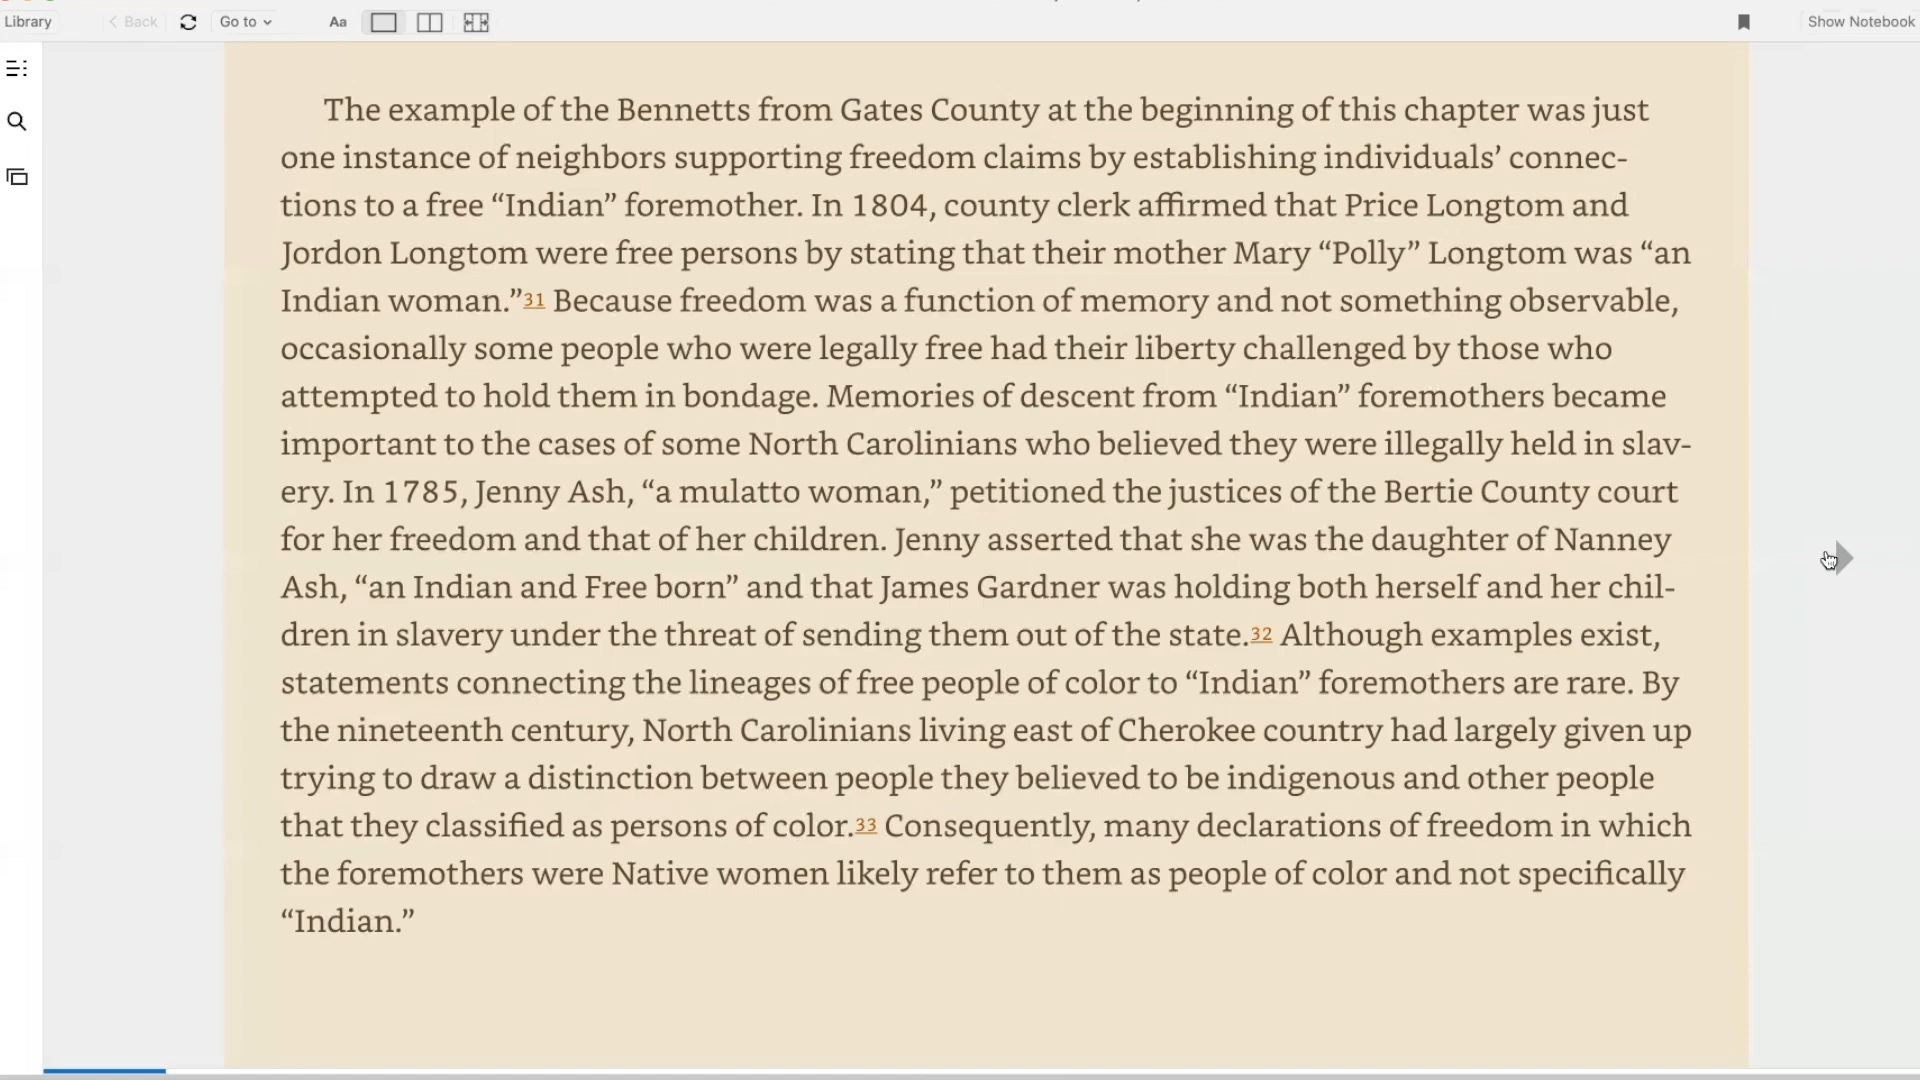 Library
Back
Go to
Aa
Show Notebook
The example of the Bennetts from Gates County at the beginning of this chapter was just
one instance of neighbors supporting freedom claims by establishing individuals’ connec-
tions to a free “Indian” foremother. In 1804, county clerk affirmed that Price Longtom and
Jordon Longtom were free persons by stating that their mother Mary “Polly” Longtom was “an
Indian woman.”31 Because freedom was a function of memory and not something observable,
occasionally some people who were legally free had their liberty challenged by those who
attempted to hold them in bondage. Memories of descent from “Indian” foremothers became
important to the cases of some North Carolinians who believed they were illegally held in slav-
ery. In 1785, Jenny Ash, “a mulatto woman,” petitioned the justices of the Bertie County court
for her freedom and that of her children. Jenny asserted that she was the daughter of Nanney
Ash, “an Indian and Free born” and that James Gardner was holding both herself and her chil-
dren in slavery under the threat of sending them out of the state.32 Although examples exist,
statements connecting the lineages of free people of color to “Indian” foremothers are rare. By
the nineteenth century, North Carolinians living east of Cherokee country had largely given up
trying to draw a distinction between people they believed to be indigenous and other people
that they classified as persons of color.33 Consequently, many declarations of freedom in which
the foremothers were Native women likely refer to them as people of color and not specifically
“Indian.”